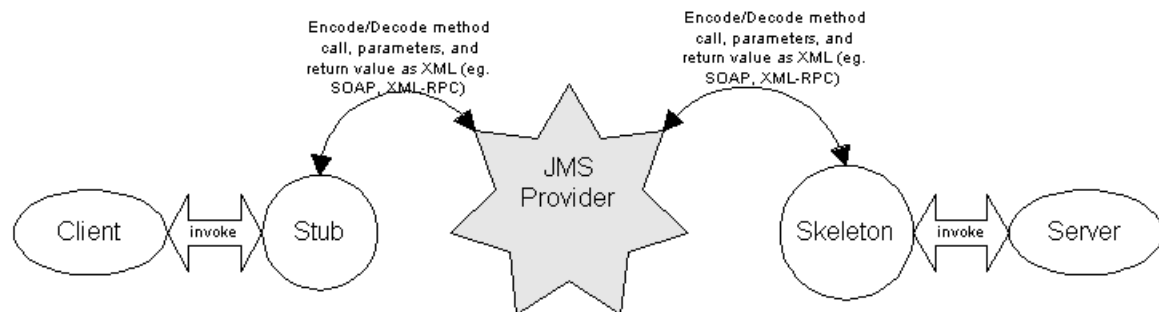 Encode/Decode method
call, parameters, and
return value as XML (eg.
SOAP, XML-RPC)
Encode/Decode method
call, parameters, and
return value as XML (eg.
SOAP, XML-RPC)
JMS
Provider
Client
invoke
Stub
Skeleton
invoke
Server